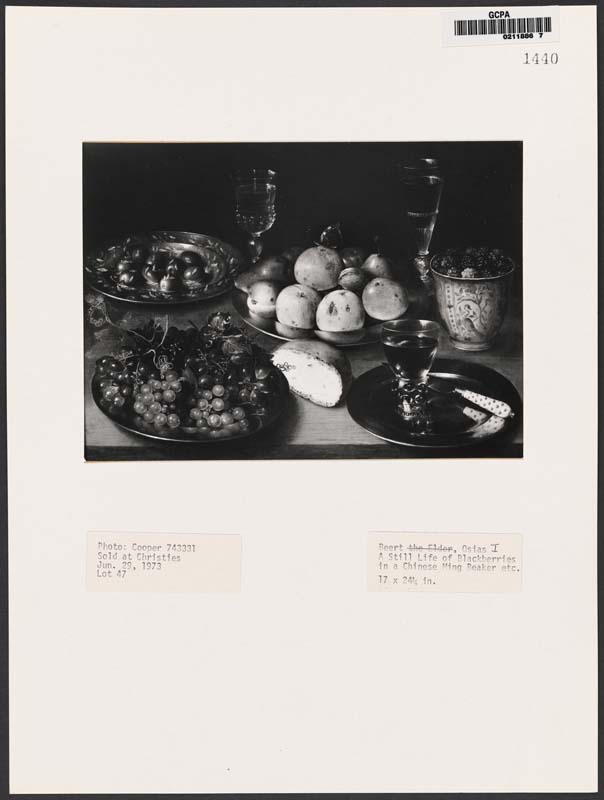 GCPA
0211886 7
1440
Photo: Cooper 743331
Sold at Christies
Jun. 29, 1973
Lot 47
Beert the Elder, Osias I
A Still Life of Blackberries
in a Chinese Ming Beaker etc.
17 x 24¼ in.